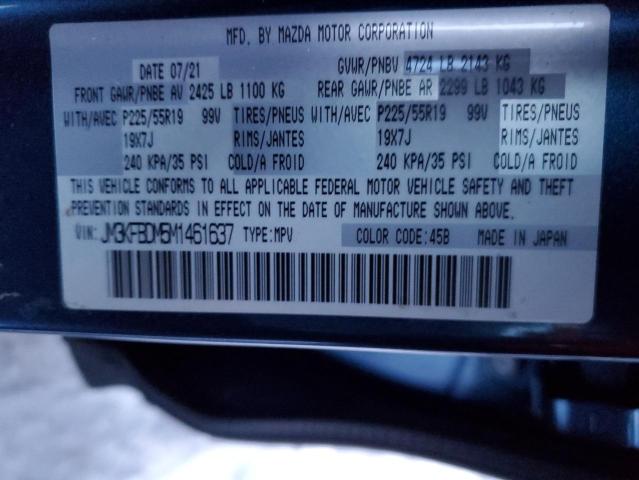 MFD. BY MAZDA MOTOR CORPORATION
DATE 07/21 GVWR/PNBV 4724 LB 2143 KG
FRONT GAWR/PNBE AV 2425 LB 1100 KG REAR GAWR/PNBE AR 2299 LB 1043 KG
WITH/AVEC P225/55R19 99V TIRES/PNEUS WITH/AVEC P225/55R19 99V TIRES/PNEUS
19X7J RIMS/JANTES 19X7J RIMS/JANTES
240 KPA/35 PSI COLD/A FROID 240 KPA/35 PSI COLD/A FROID
THIS VEHICLE CONFORMS TO ALL APPLICABLE FEDERAL MOTOR VEHICLE SAFETY AND THEFT
PREVENTION STANDARDS IN EFFECT ON THE DATE OF MANUFACTURE SHOWN ABOVE.
VIN: JM3KFBDM5M1461637 TYPE:MPV COLOR CODE:45B MADE IN JAPAN